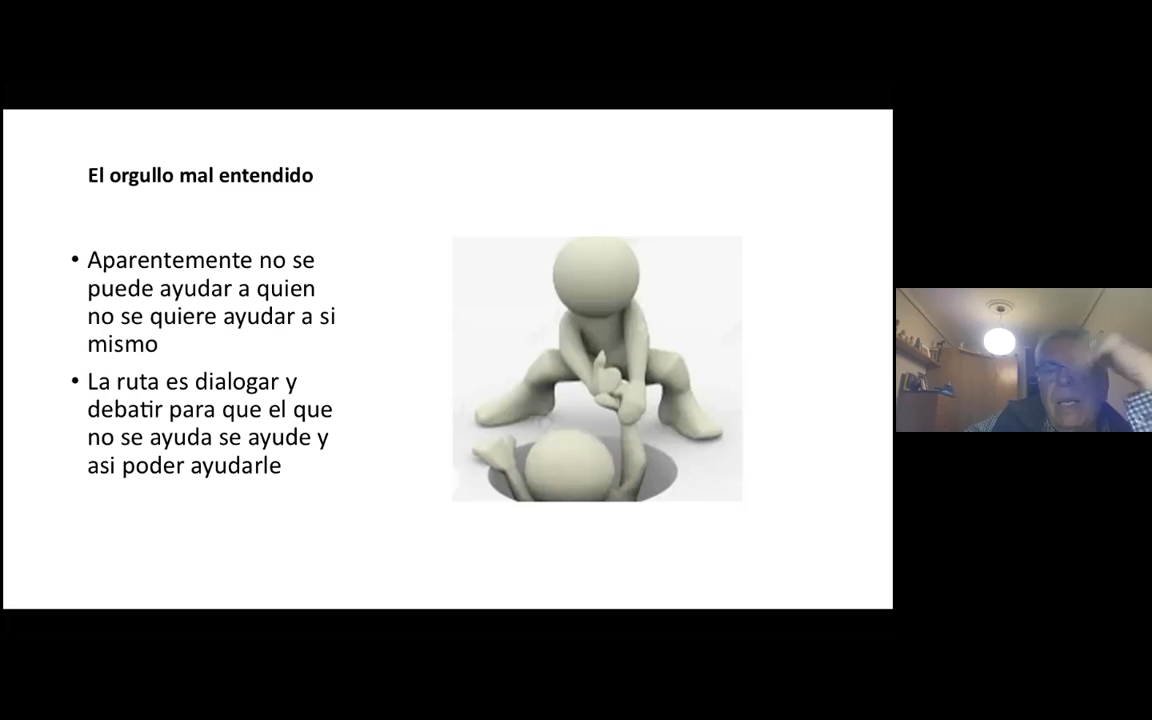 El orgullo mal entendido
• Aparentemente no se
puede ayudar a quien
no se quiere ayudar a si
mismo
• La ruta es dialogar y
debatir para que el que
no se ayuda se ayude y
asi poder ayudarle